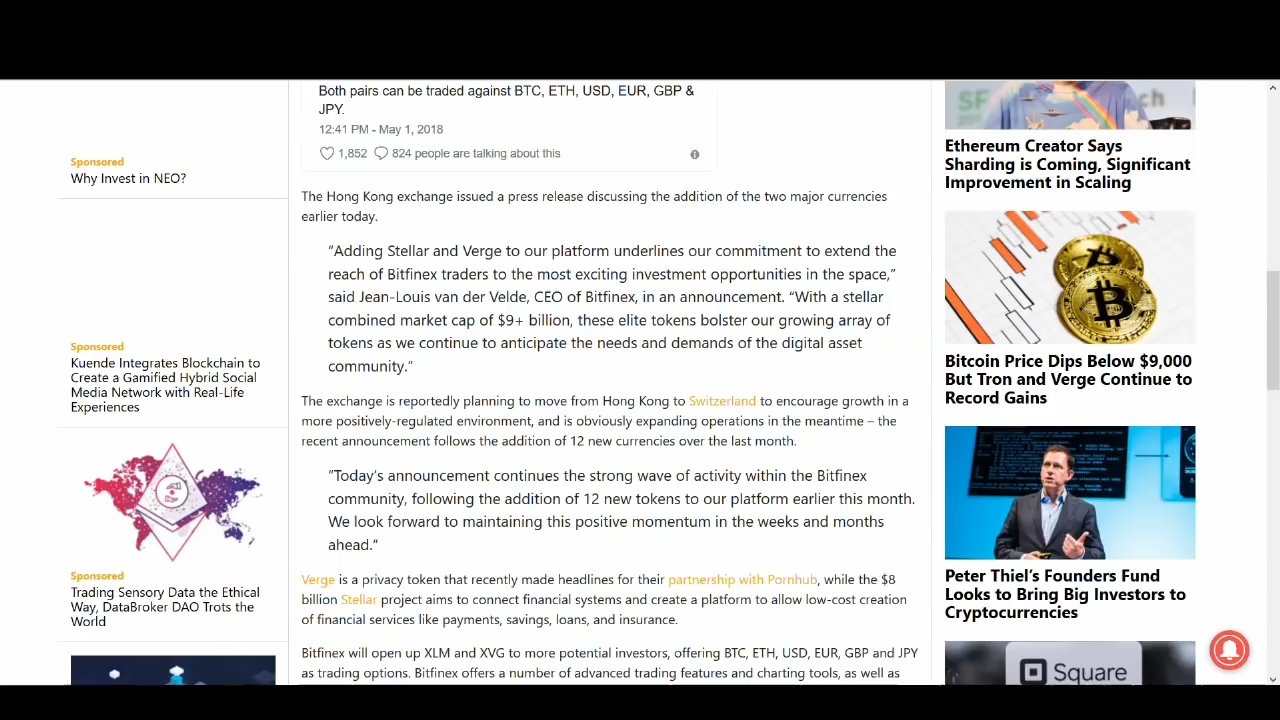 Sponsored
Why Invest in NEO?
Sponsored
Kuende Integrates Blockchain to
Create a Gamified Hybrid Social
Media Network with Real-Life
Experiences
Sponsored
Trading Sensory Data the Ethical
Way, DataBroker DAO Trots the
World
Both pairs can be traded against BTC, ETH, USD, EUR, GBP &
JPY.
12:41 PM - May 1, 2018
1,852 824 people are talking about this
The Hong Kong exchange issued a press release discussing the addition of the two major currencies
earlier today.
“Adding Stellar and Verge to our platform underlines our commitment to extend the
reach of Bitfinex traders to the most exciting investment opportunities in the space,”
said Jean-Louis van der Velde, CEO of Bitfinex, in an announcement. “With a stellar
combined market cap of $9+ billion, these elite tokens bolster our growing array of
tokens as we continue to anticipate the needs and demands of the digital asset
community.”
The exchange is reportedly planning to move from Hong Kong to Switzerland to encourage growth in a
more positively-regulated environment, and is obviously expanding operations in the meantime – the
recent announcement follows the addition of 12 new currencies over the last month.
“Today’s announcement continues the strong wave of activity within the Bitfinex
community, following the addition of 12 new tokens to our platform earlier this month.
We look forward to maintaining this positive momentum in the weeks and months
ahead.”
Verge is a privacy token that recently made headlines for their partnership with Pornhub, while the $8
billion Stellar project aims to connect financial systems and create a platform to allow low-cost creation
of financial services like payments, savings, loans, and insurance.
Bitfinex will open up XLM and XVG to more potential investors, offering BTC, ETH, USD, EUR, GBP and JPY
as trading options. Bitfinex offers a number of advanced trading features and charting tools, as well as
SF
ch
Ethereum Creator Says
Sharding is Coming, Significant
Improvement in Scaling
Bitcoin Price Dips Below $9,000
But Tron and Verge Continue to
Record Gains
Peter Thiel’s Founders Fund
Looks to Bring Big Investors to
Cryptocurrencies
Square